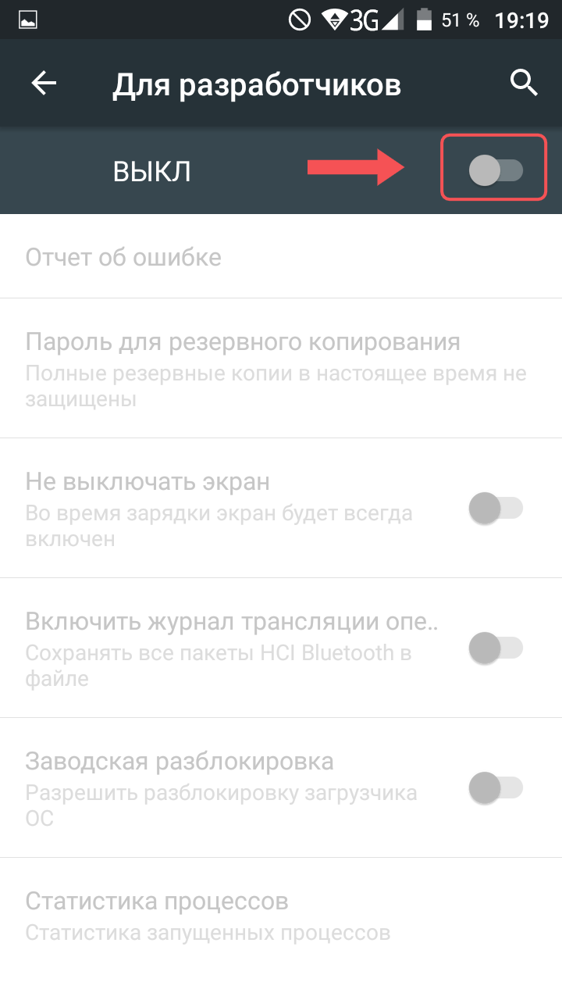 3G 51 % 19:19
Для разработчиков
ВЫКЛ
Отчет об ошибке
Пароль для резервного копирования
Полные резервные копии в настоящее время не
защищены
Не выключать экран
Во время зарядки экран будет всегда
включен
Включить журнал трансляции опе..
Сохранять все пакеты HCI Bluetooth в
файле
Заводская разблокировка
Разрешить разблокировку загрузчика
ОС
Статистика процессов
Статистика запущенных процессов